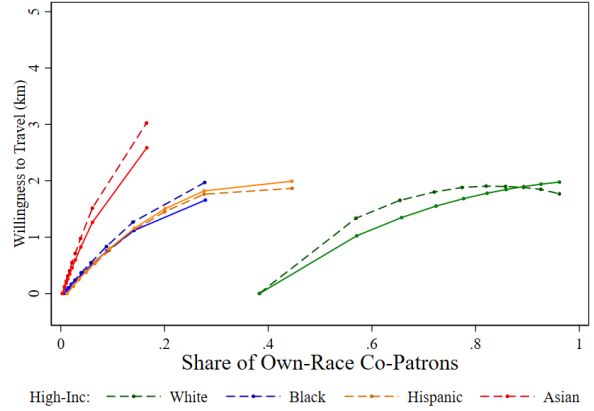 5
4
3
2
1
0
Willingness to Travel (km)
0 .2 .4 .6 .8 1
Share of Own-Race Co-Patrons
High-Inc: White Black Hispanic Asian